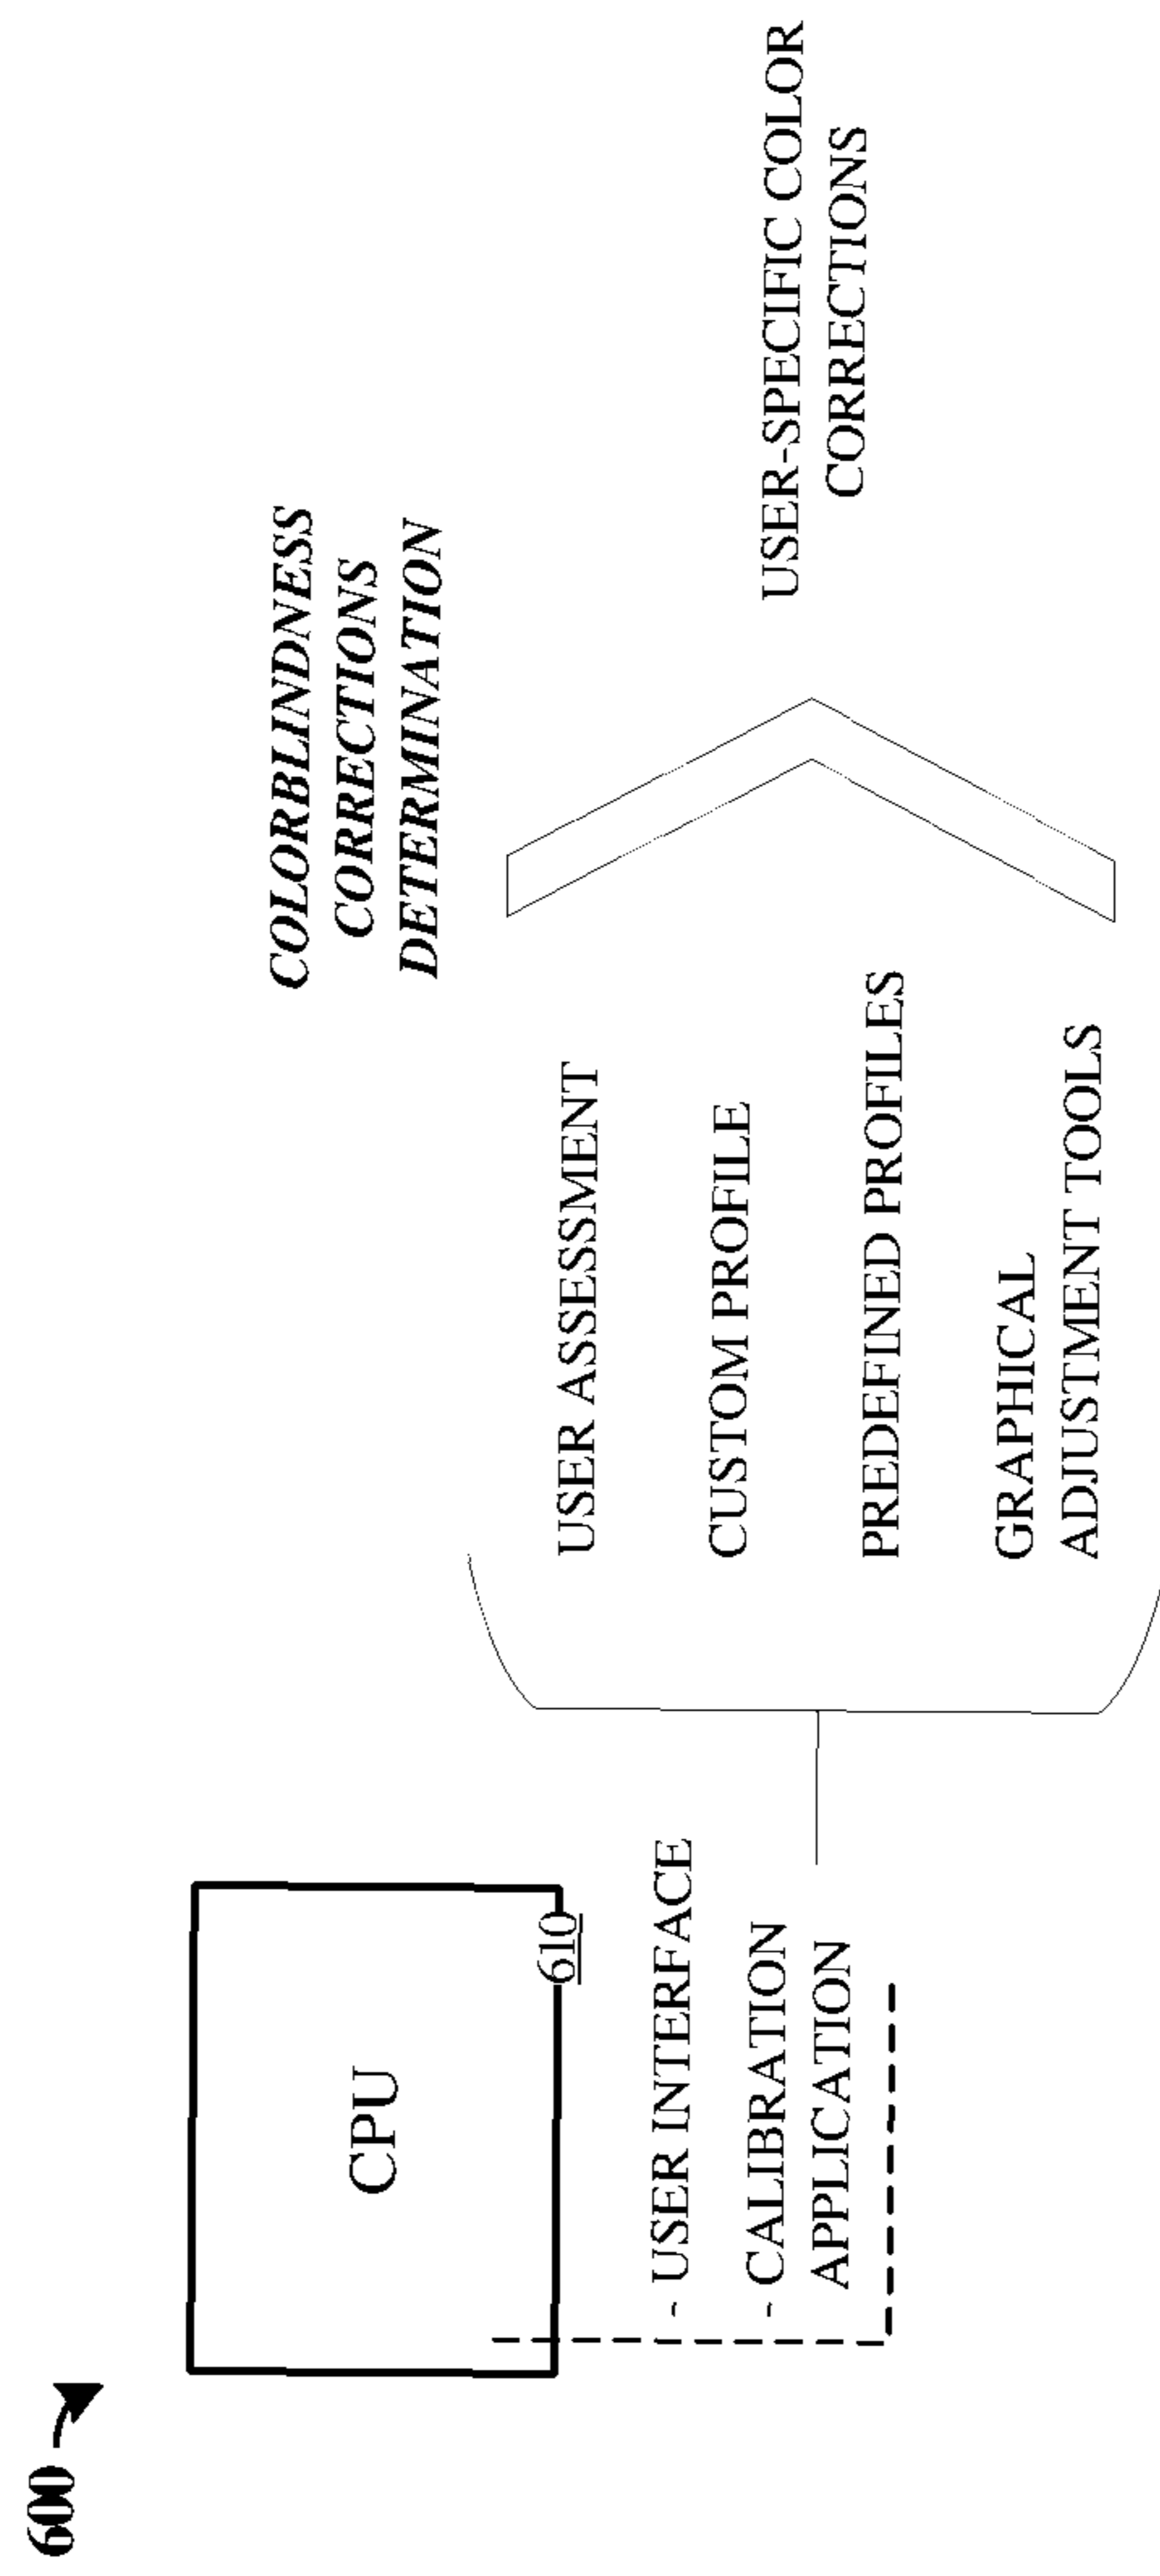 600
CPU
610
- USER INTERFACE
- CALIBRATION
APPLICATION
USER ASSESSMENT
CUSTOM PROFILE
PREDEFINED PROFILES
GRAPHICAL
ADJUSTMENT TOOLS
COLORBLINDNESS
CORRECTIONS
DETERMINATION
USER-SPECIFIC COLOR
CORRECTIONS